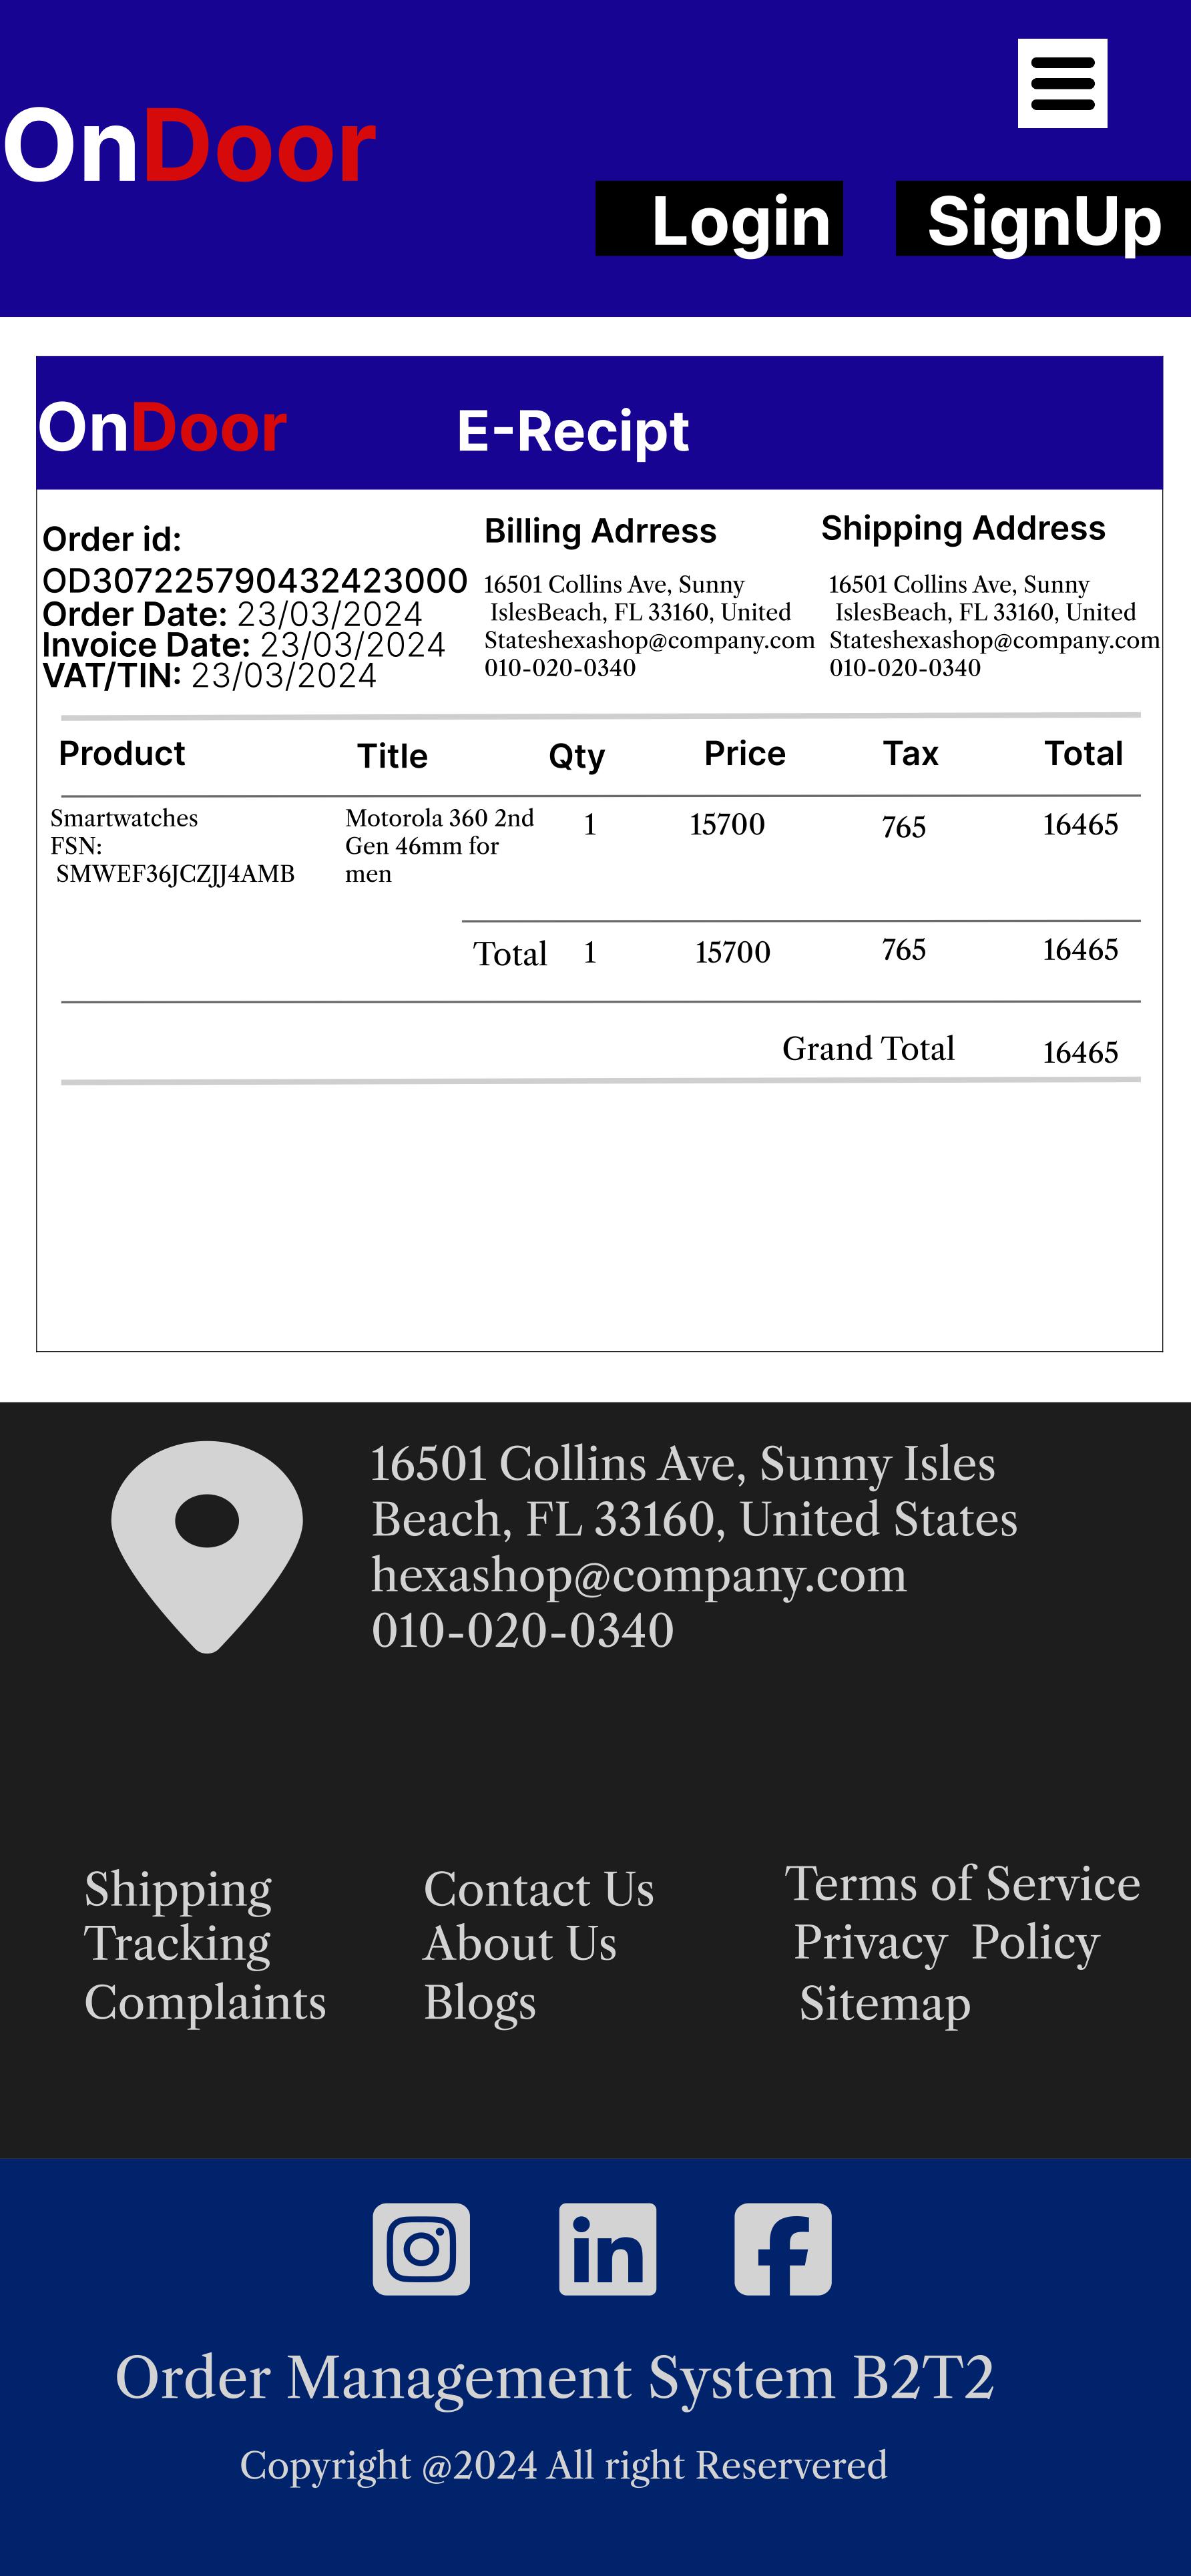 OnDoor
Login SignUp
OnDoor E-Recipt
Order id:
OD307225790432423000
Order Date: 23/03/2024
Invoice Date: 23/03/2024
VAT/TIN: 23/03/2024
Billing Adrress
16501 Collins Ave, Sunny
IslesBeach, FL 33160, United
Stateshexashop@company.com
010-020-0340
Shipping Address
16501 Collins Ave, Sunny
IslesBeach, FL 33160, United
Stateshexashop@company.com
010-020-0340
Product Title Qty Price Tax Total
Smartwatches
FSN:
SMWEF36JCZJJ4AMB
Motorola 360 2nd
Gen 46mm for
men
1 15700 765 16465
Total 1 15700 765 16465
Grand Total 16465
16501 Collins Ave, Sunny Isles
Beach, FL 33160, United States
hexashop@company.com
010-020-0340
Shipping
Tracking
Complaints
Contact Us
About Us
Blogs
Terms of Service
Privacy Policy
Sitemap
Order Management System B2T2
Copyright @2024 All right Reservered